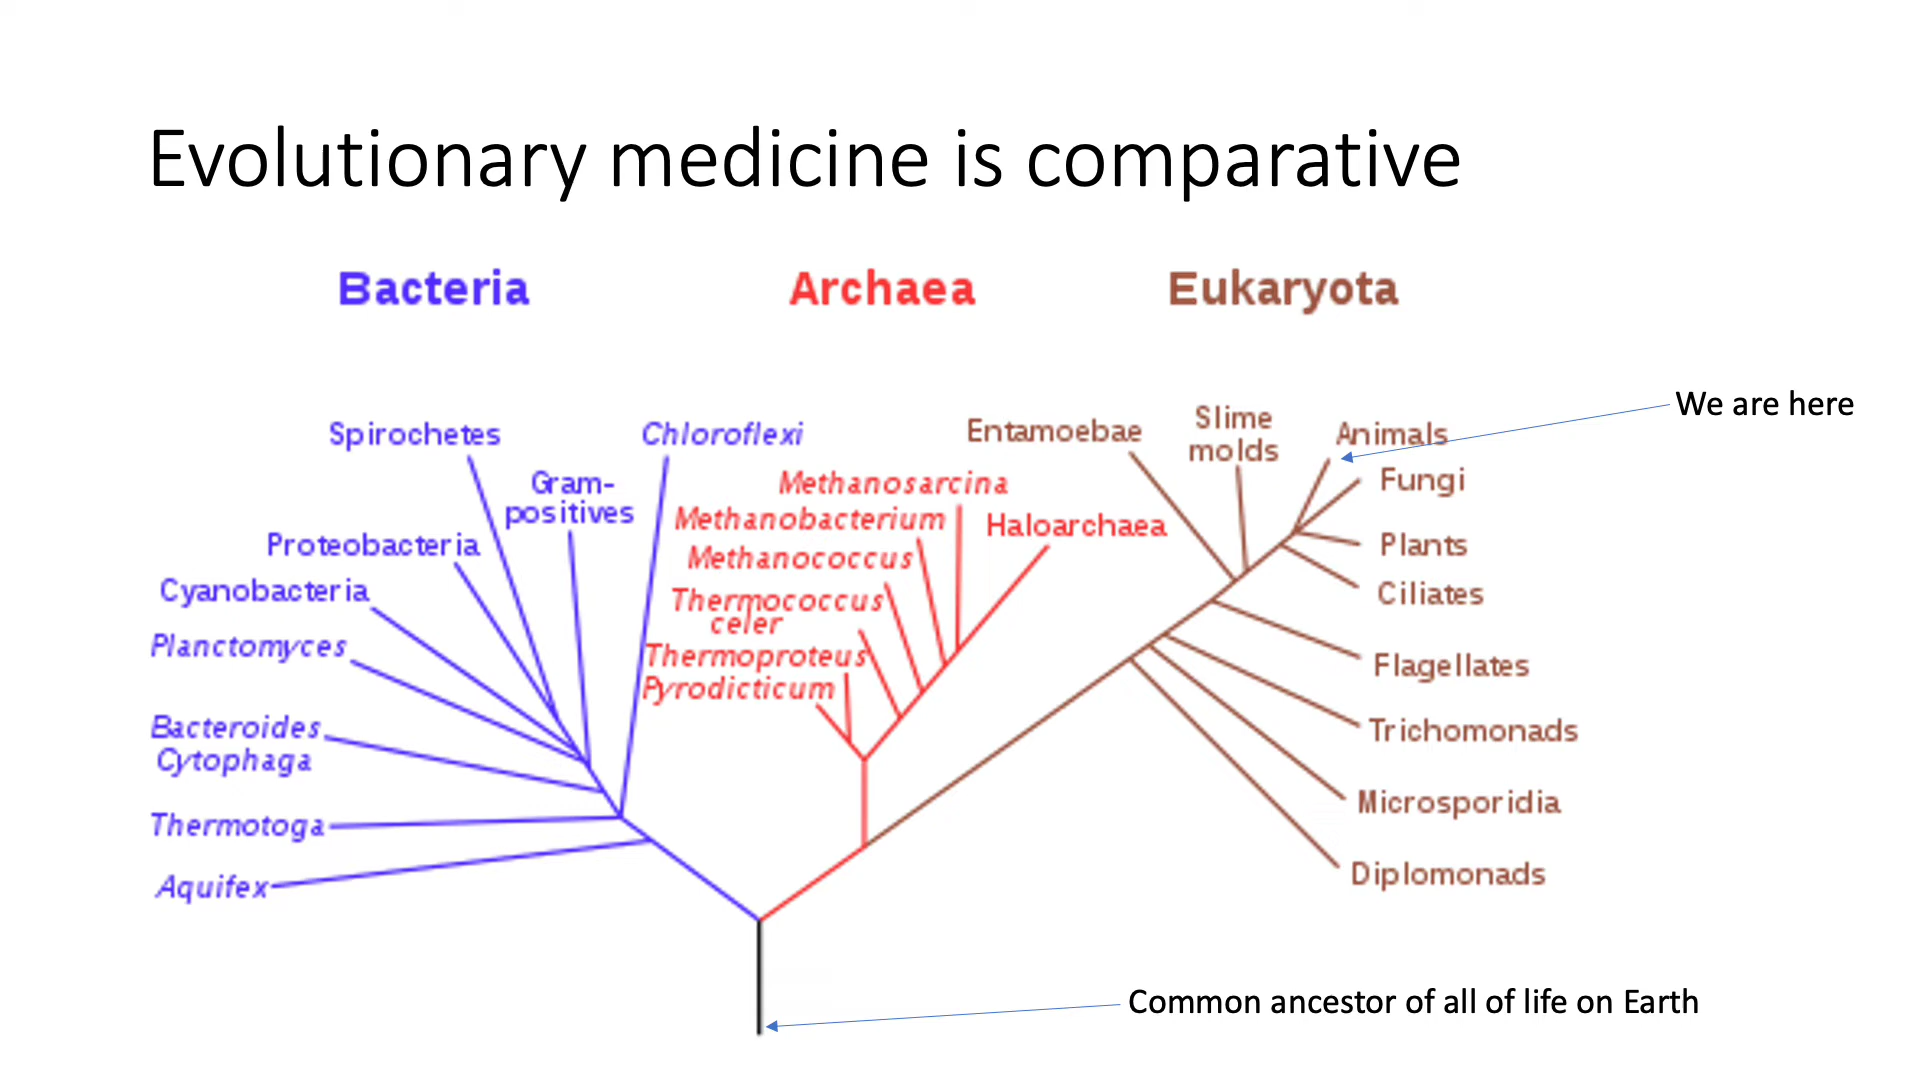 Evolutionary medicine is comparative
Bacteria
Archaea
Eukaryota
We are here
Spirochetes
Chloroflexi
Gram-
positives
Proteobacteria
Cyanobacteria
Planctomyces
Bacteroides
Cytophaga
Thermotoga
Aquifex
Methanosarcina
Methanobacterium
Haloarchaea
Methanococcus
Thermococcus
celer
Thermoproteus
Pyrodicticum
Entamoebae
Slime
molds
Animals
Fungi
Plants
Ciliates
Flagellates
Trichomonads
Microsporidia
Diplomonads
Common ancestor of all of life on Earth